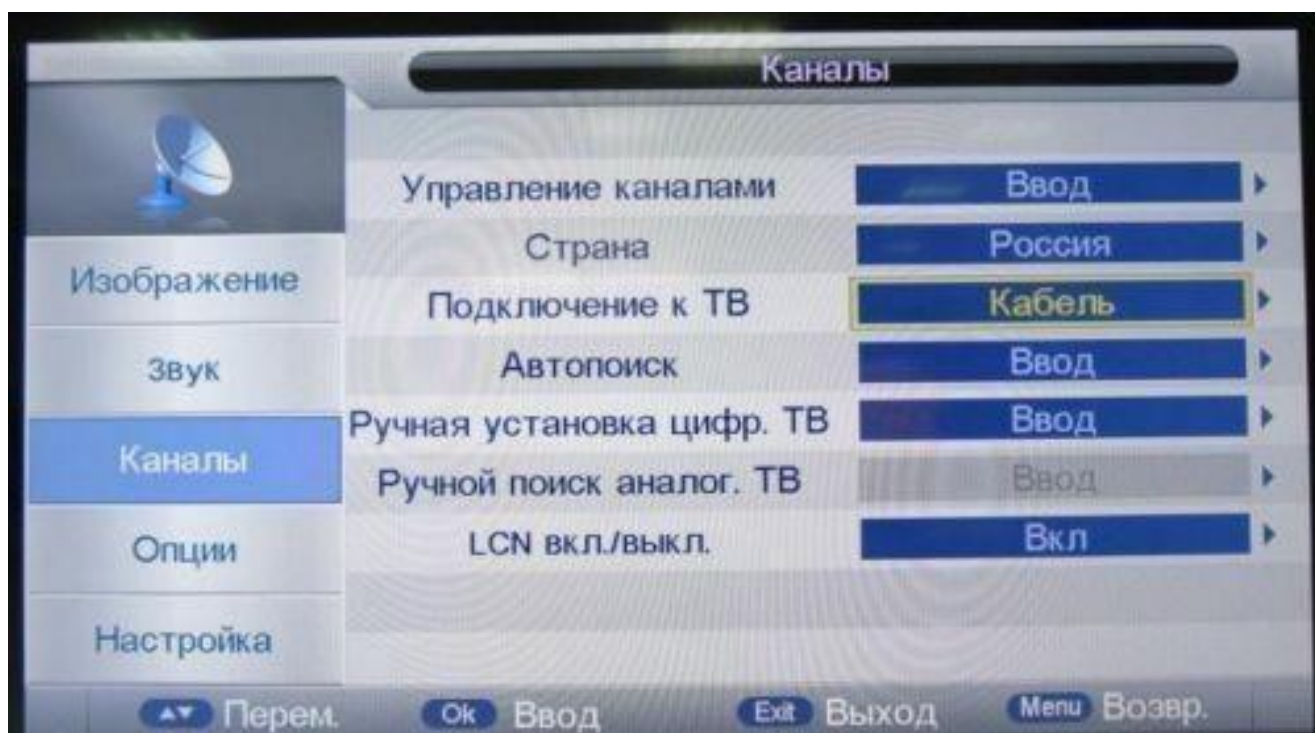 Каналы
Управление каналами Ввод
Страна Россия
Изображение
Подключение к ТВ Кабель
Звук
Автопоиск Ввод
Ручная установка цифр. ТВ Ввод
Каналы
Ручной поиск аналог. ТВ Ввод
Опции
LCN вкл./выкл. Вкл
Настройка
Перем. Ok Ввод Exit Выход Menu Возвр.